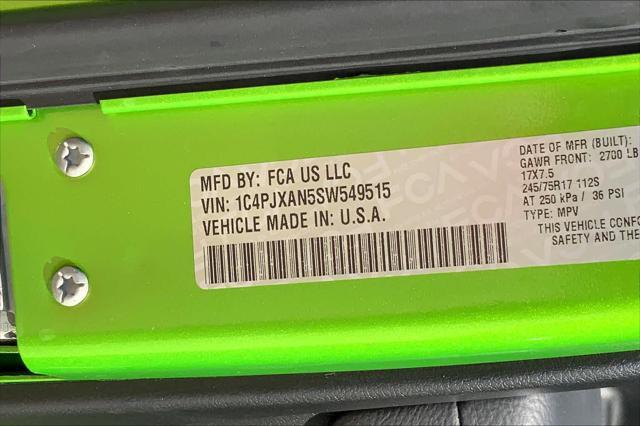 MFD BY: FCA US LLC
VIN: 1C4PJXAN5SW549515
VEHICLE MADE IN: U.S.A.
DATE OF MFR (BUILT):
GAWR FRONT: 2700 LB
17X7.5
245/75R17 112S
AT 250 kPa / 36 PSI
TYPE: MPV
THIS VEHICLE CONFO
SAFETY AND THE